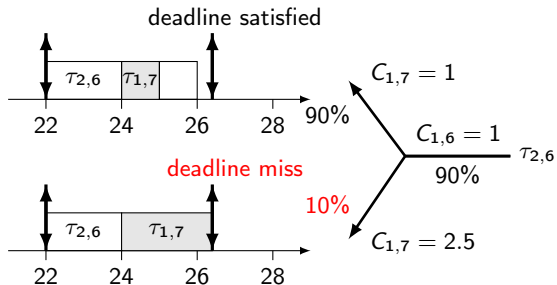 deadline satisfied
τ2,6 τ1,7
22 24 26 28
deadline miss
τ2,6 τ1,7
22 24 26 28
C1,7 = 1
90%
C1,6 = 1
τ2,6
90%
10%
C1,7 = 2.5